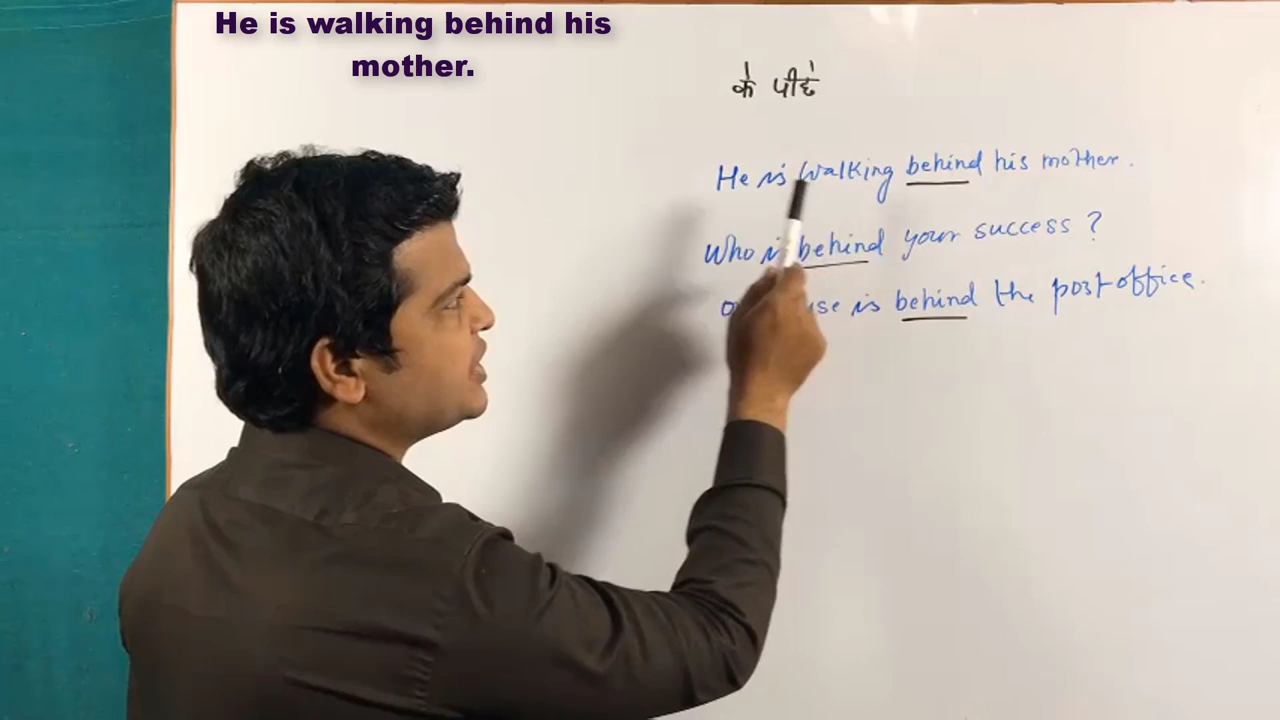 He is walking behind his
mother.
के पीछे
He is walking behind his mother.
Who is behind your success?
is behind the post office.